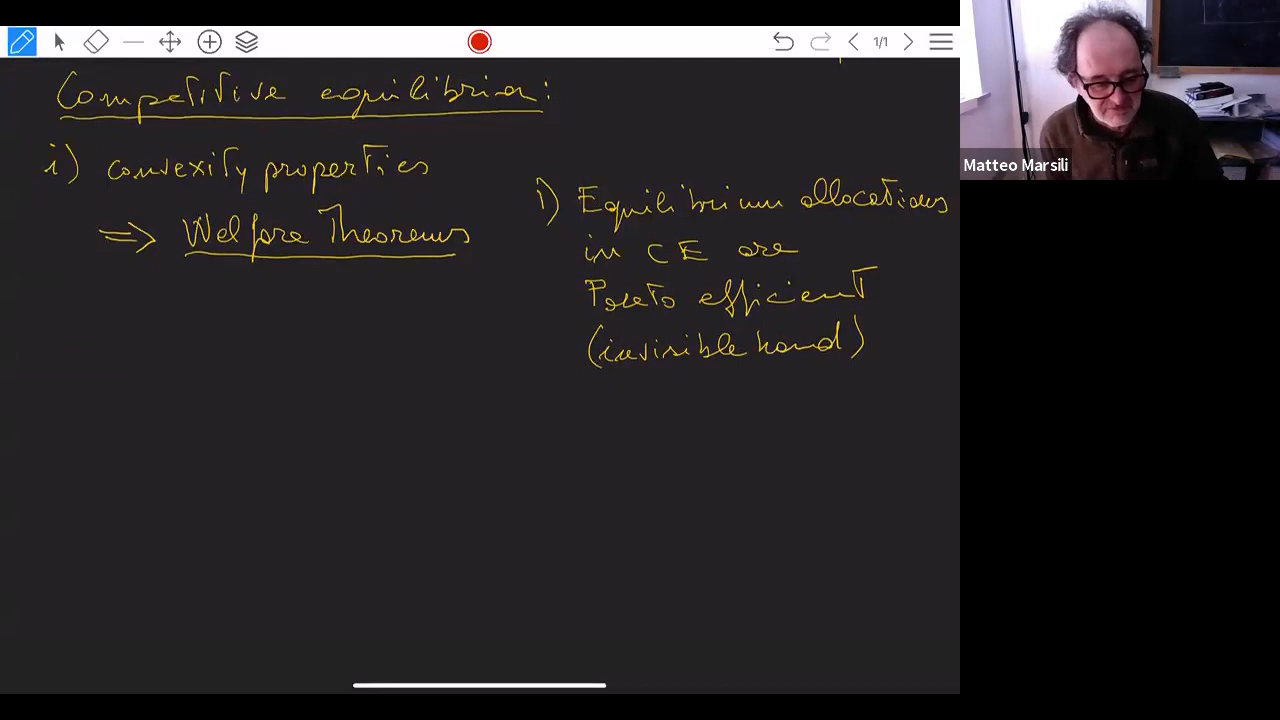 1/1
Competitive equilibria:
i) convexity properties
⇒ Welfare Theorems
1) Equilibrium allocations
in CE are
Pareto efficient
(invisible hand)
Matteo Marsili